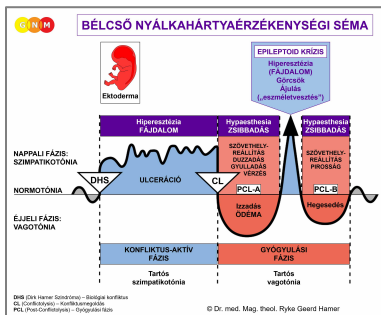 GNM
BÉLCSŐ NYÁLKAHÁRTYAÉRZÉKENYSÉGI SÉMA
EPILEPTOID KRÍZIS
Hiperesztézia
(FÁJDALOM)
Görcsök
Ájulás
(„eszméletvesztés”)
Ektoderma
Hiperesztézia
FÁJDALOM
Hypaesthesia
ZSIBBADÁS
Hypaesthesia
ZSIBBADÁS
NAPPALI FÁZIS:
SZIMPATIKOTÓNIA
SZÖVETHELY-
REÁLLÍTÁS
DUZZADÁS
GYULLADÁS
VÉRZÉS
SZÖVETHELY-
REÁLLÍTÁS
PIROSSÁG
DHS
ULCERÁCIÓ
CL
PCL-A
PCL-B
NORMOTÓNIA
Izzadás
ÖDÉMA
Hegesedés
ÉJJELI FÁZIS:
VAGOTÓNIA
KONFLIKTUS-AKTÍV
FÁZIS
GYÓGYULÁSI
FÁZIS
Tartós
szimpatikotónia
Tartós
vagotónia
DHS (Dirk Hamer Szindróma) – Biológiai konfliktus
CL (Conflictolysis) – Konfliktusmegoldás
PCL (Post-Conflictolysis) – Gyógyulási fázis
© Dr. med. Mag. theol. Ryke Geerd Hamer